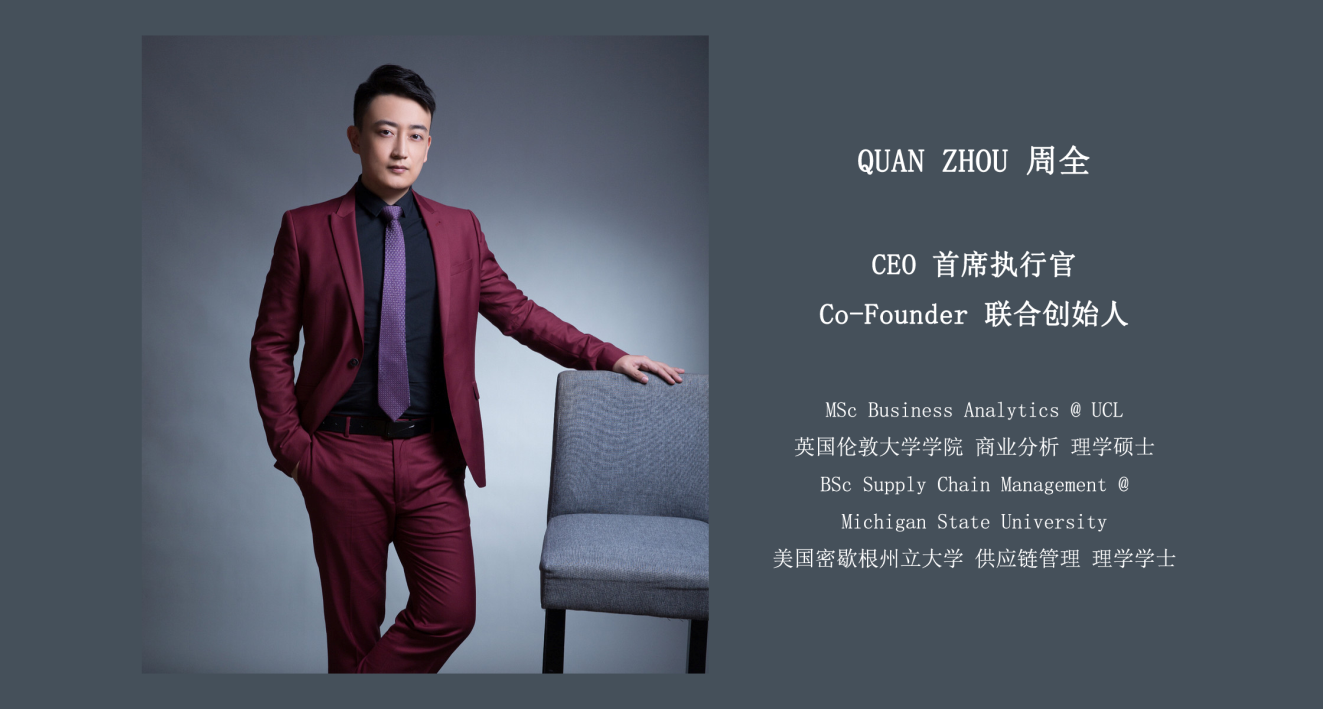 QUAN ZHOU 周全
CEO 首席执行官
Co-Founder 联合创始人
MSc Business Analytics @ UCL
英国伦敦大学学院 商业分析 理学硕士
BSc Supply Chain Management @
Michigan State University
美国密歇根州立大学 供应链管理 理学学士